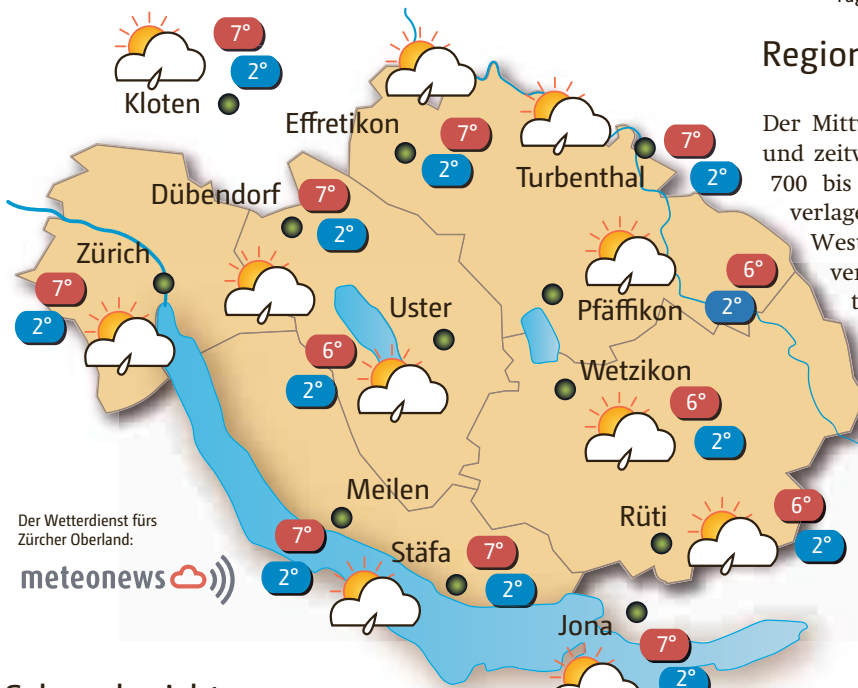 7°
2°
Kloten
Region
Effretikon
7°
2°
Turbenthal
7°
2°
Der Mittw
und zeitw
700 bis
verlage
West
ver
t
Dübendorf
7°
2°
Zürich
7°
2°
Uster
6°
2°
Pfäffikon
6°
2°
Wetzikon
6°
2°
Meilen
7°
2°
Stäfa
7°
2°
Rüti
6°
2°
Jona
7°
2°
Der Wetterdienst fürs
Zürcher Oberland:
meteonews